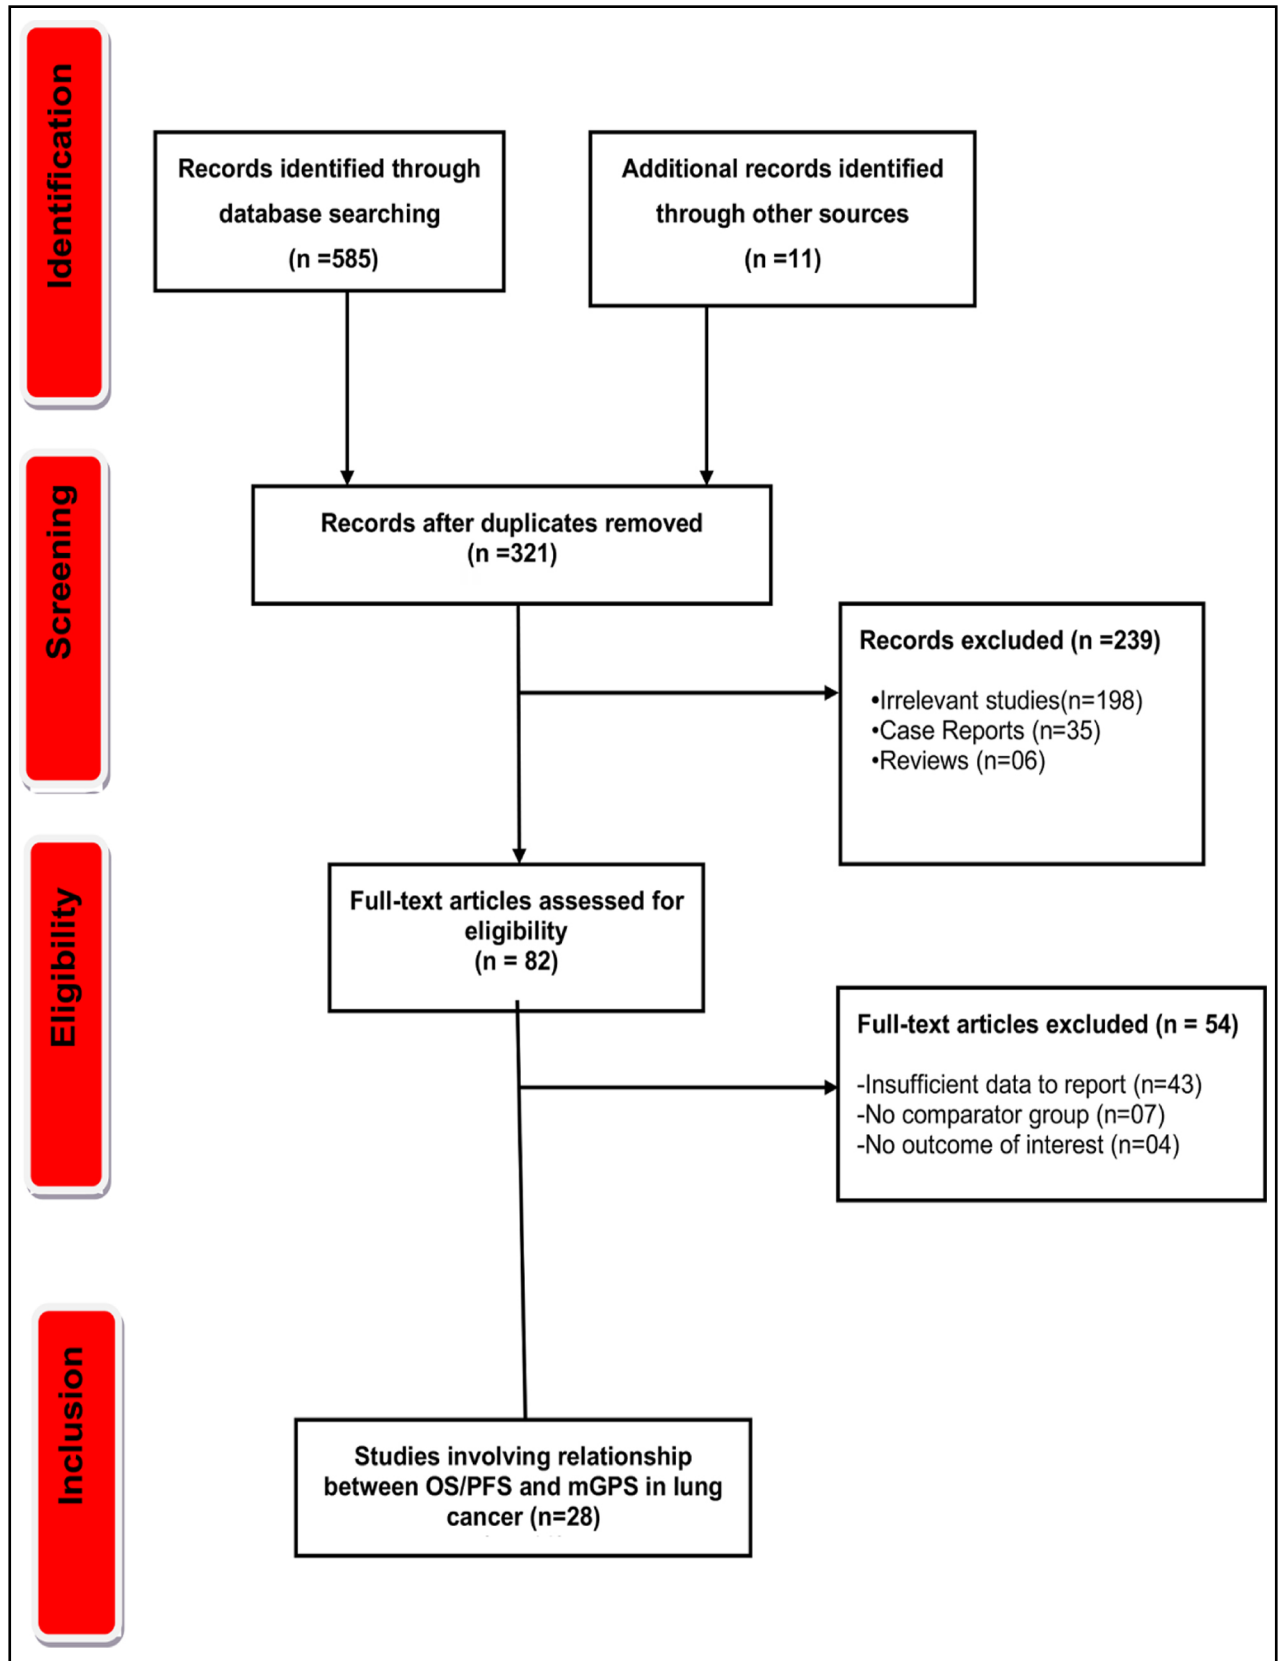 Identification
Records identified through
database searching
(n =585)
Additional records identified
through other sources
(n =11)
Screening
Records after duplicates removed
(n =321)
Records excluded (n =239)
•Irrelevant studies(n=198)
•Case Reports (n=35)
•Reviews (n=06)
Eligibility
Full-text articles assessed for
eligibility
(n = 82)
Full-text articles excluded (n = 54)
-Insufficient data to report (n=43)
-No comparator group (n=07)
-No outcome of interest (n=04)
Inclusion
Studies involving relationship
between OS/PFS and mGPS in lung
cancer (n=28)